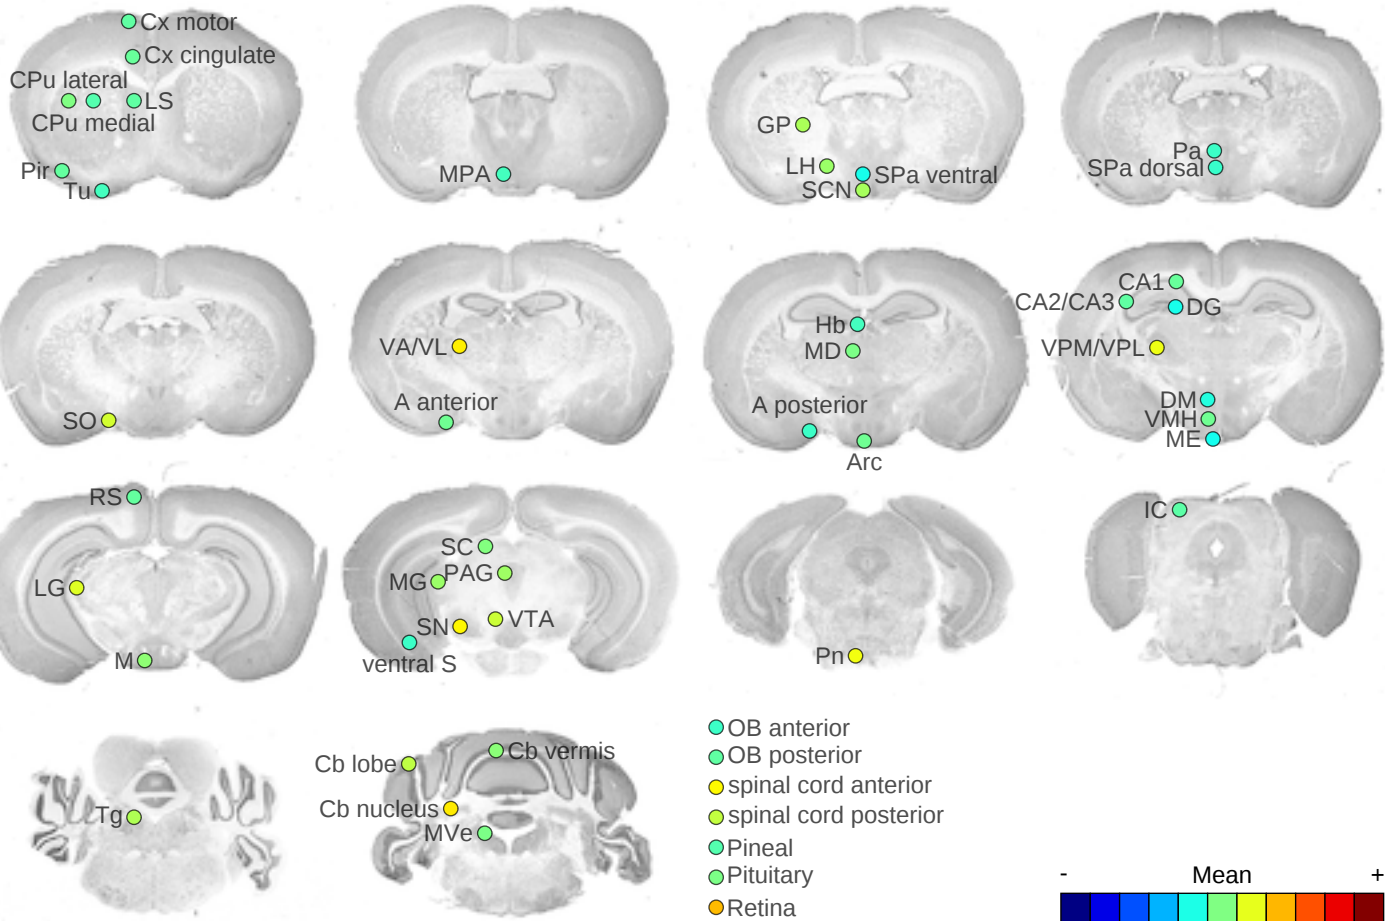 Cx motor
Cx cingulate
CPu lateral
LS
CPu medial
Pir
Tu
MPA
GP
LH
SPa ventral
SCN
Pa
SPa dorsal
SO
VA/VL
A anterior
Hb
MD
A posterior
Arc
CA1
CA2/CA3
DG
VPM/VPL
DM
VMH
ME
RS
LG
M
SC
MG
PAG
SN
VTA
ventral S
Pn
IC
Tg
Cb lobe
Cb vermis
Cb nucleus
MVe
OB anterior
OB posterior
spinal cord anterior
spinal cord posterior
Pineal
Pituitary
Retina
- Mean +